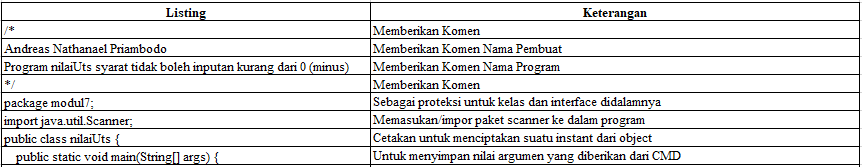 Listing Keterangan
/* Memberikan Komen
Andreas Nathanael Priambodo Memberikan Komen Nama Pembuat
Program nilaiUts syarat tidak boleh inputan kurang dari 0 (minus) Memberikan Komen Nama Program
*/ Memberikan Komen
package modul7; Sebagai proteksi untuk kelas dan interface didalamnya
import java.util.Scanner; Memasukan/impor paket scanner ke dalam program
public class nilaiUts { Cetakan untuk menciptakan suatu instant dari object
public static void main(String[] args) { Untuk menyimpan nilai argumen yang diberikan dari CMD